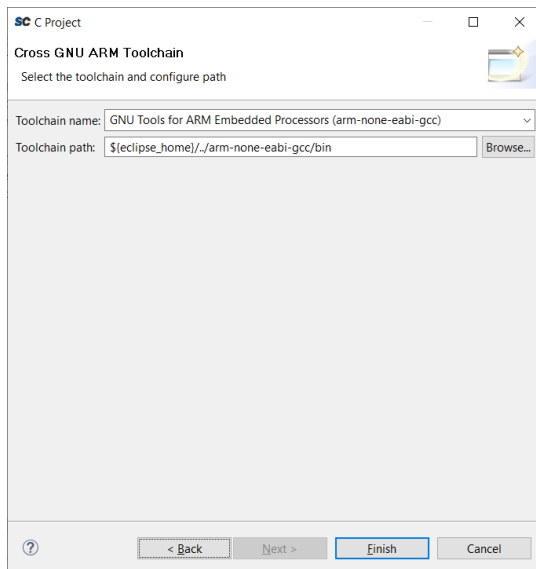 SC C Project
Cross GNU ARM Toolchain
Select the toolchain and configure path
Toolchain name: GNU Tools for ARM Embedded Processors (arm-none-eabi-gcc)
Toolchain path: ${eclipse_home}/../arm-none-eabi-gcc/bin Browse...
? < Back Next > Finish Cancel